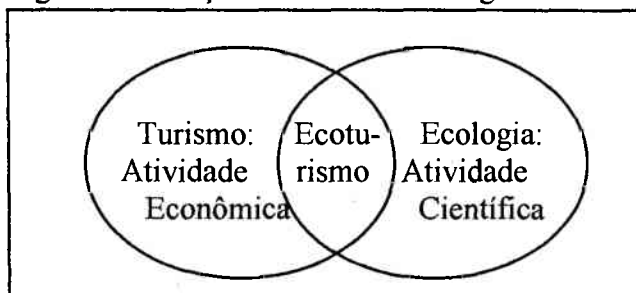 Turismo:
Atividade
Econômica
Ecotu-
rismo
Ecologia:
Atividade
Científica